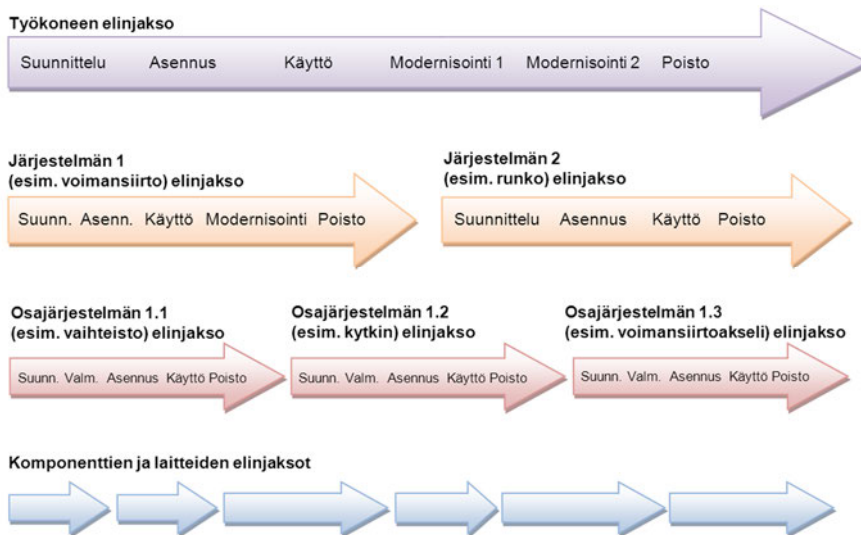 Työkoneen elinjakso
Suunnittelu Asennus Käyttö Modernisointi 1 Modernisointi 2 Poisto
Järjestelmän 1
(esim. voimansiirto) elinjakso
Suunn. Asenn. Käyttö Modernisointi Poisto
Järjestelmän 2
(esim. runko) elinjakso
Suunnittelu Asennus Käyttö Poisto
Osajärjestelmän 1.1
(esim. vaihteisto) elinjakso
Suunn. Valm. Asennus Käyttö Poisto
Osajärjestelmän 1.2
(esim. kytkin) elinjakso
Suunn. Valm. Asennus Käyttö Poisto
Osajärjestelmän 1.3
(esim. voimansiirtoakseli) elinjakso
Suunn. Valm. Asennus Käyttö Poisto
Komponenttien ja laitteiden elinjaksot